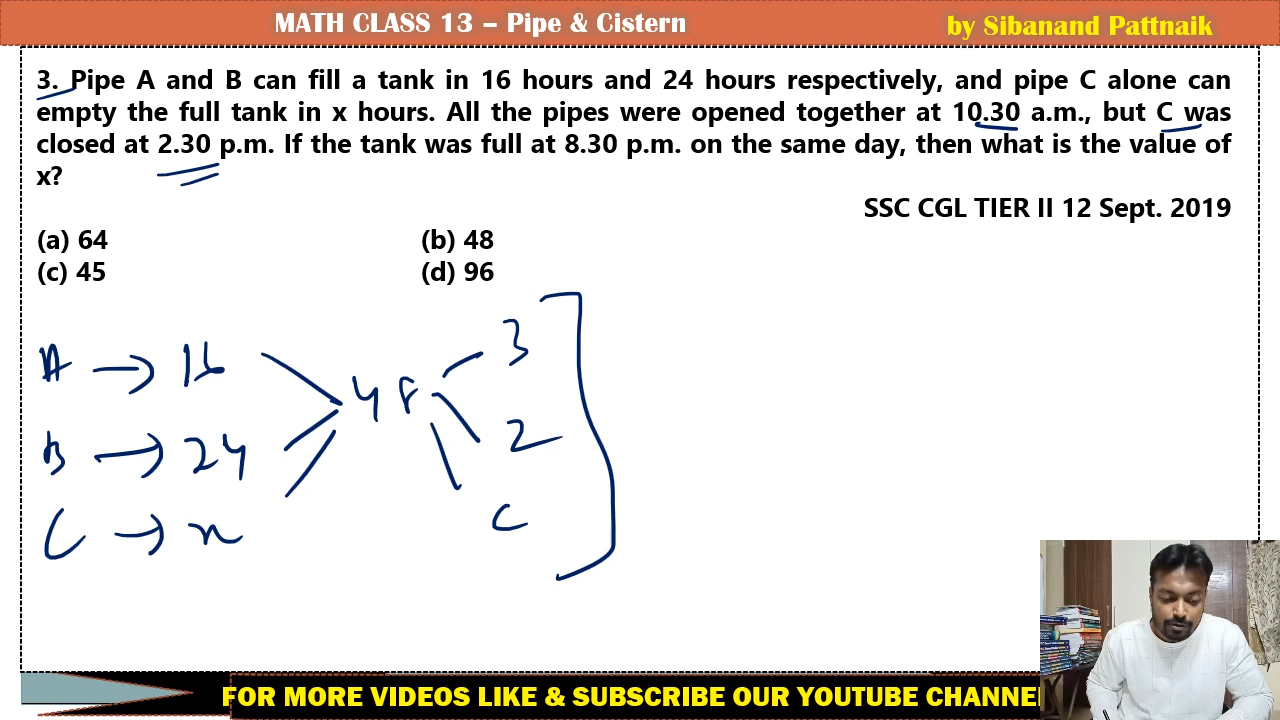 MATH CLASS 13 – Pipe & Cistern
by Sibanand Pattnaik
3. Pipe A and B can fill a tank in 16 hours and 24 hours respectively, and pipe C alone can
empty the full tank in x hours. All the pipes were opened together at 10.30 a.m., but C was
closed at 2.30 p.m. If the tank was full at 8.30 p.m. on the same day, then what is the value of
x?
SSC CGL TIER II 12 Sept. 2019
(a) 64 (b) 48
(c) 45 (d) 96
A → 16 3
48
B → 24 2
C → x C
FOR MORE VIDEOS LIKE & SUBSCRIBE OUR YOUTUBE CHANNEL